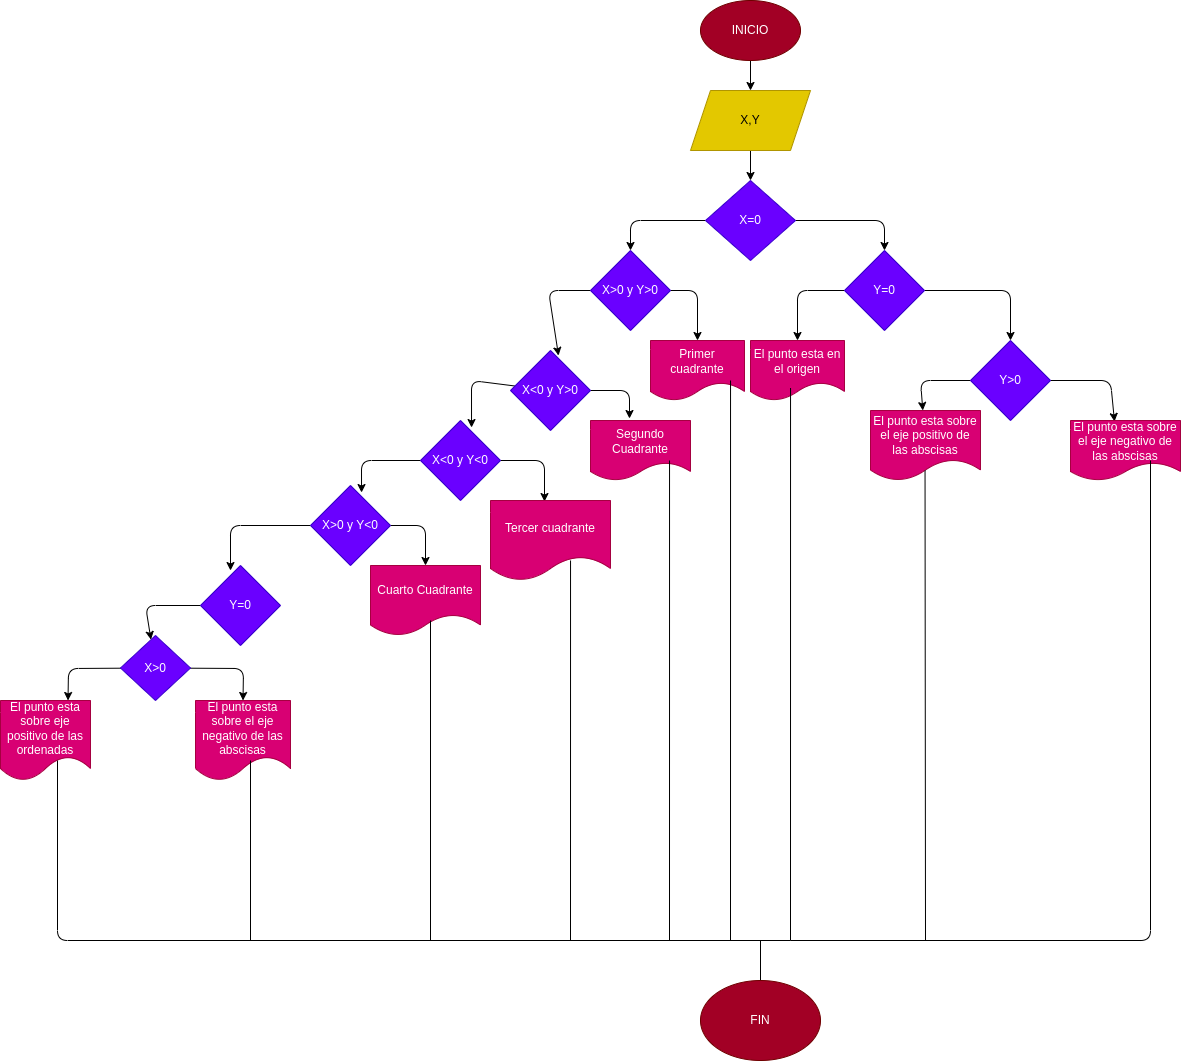 INICIO
X,Y
X=0
X>0 y Y>0
Y=0
Primer
cuadrante
El punto esta en
el origen
X<0 y Y>0
Y>0
Segundo
Cuadrante
El punto esta sobre
el eje positivo de
las abscisas
El punto esta sobre
el eje negativo de
las abscisas
X<0 y Y<0
X>0 y Y<0
Tercer cuadrante
Cuarto Cuadrante
Y=0
X>0
El punto esta
sobre eje
positivo de las
ordenadas
El punto esta
sobre el eje
negativo de las
abscisas
FIN